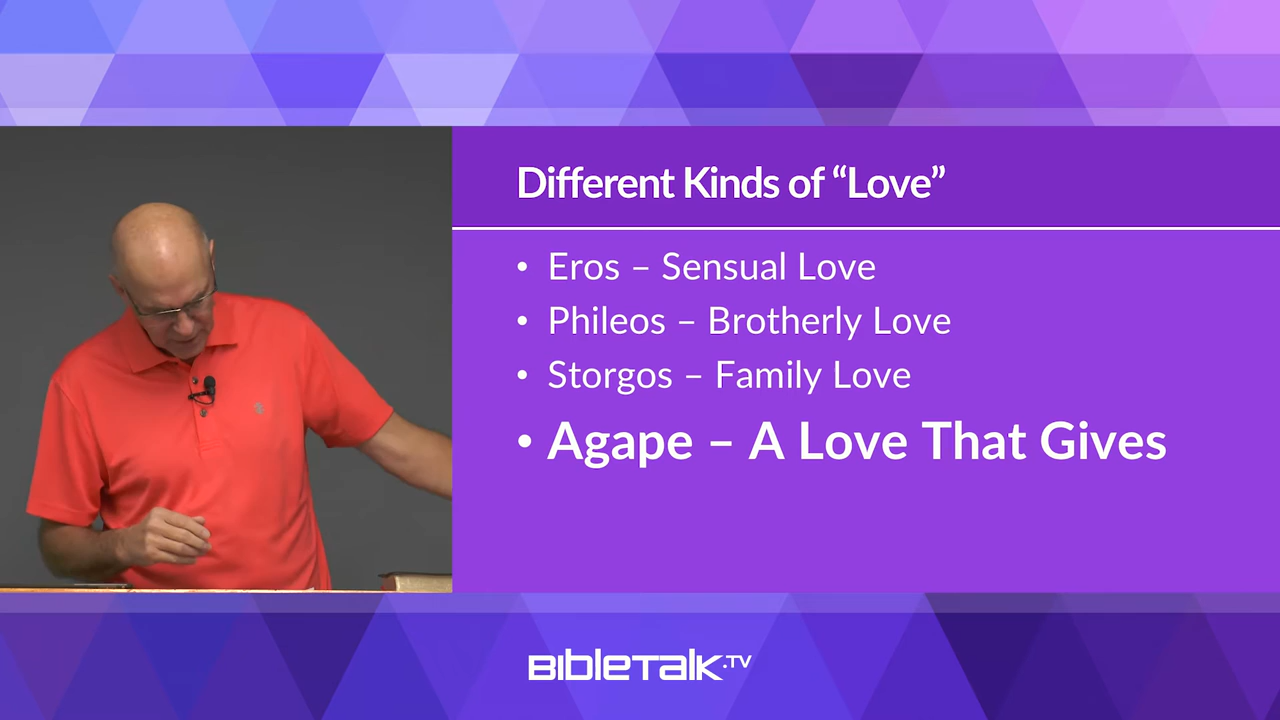 Different Kinds of “Love”
• Eros – Sensual Love
• Phileos – Brotherly Love
• Storgos – Family Love
• Agape – A Love That Gives
BIBLETALK.TV